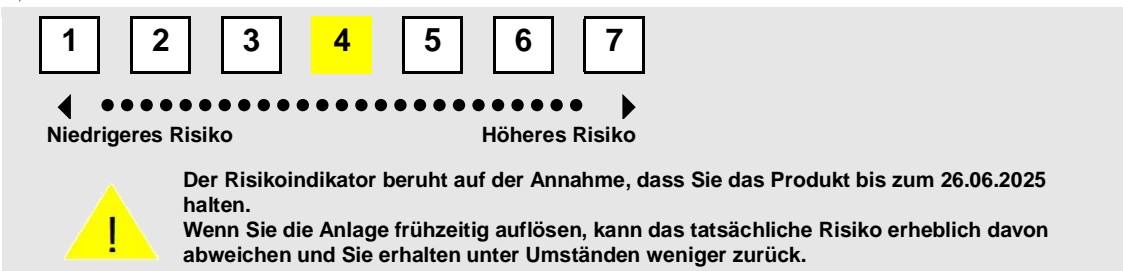 1 2 3 4 5 6 7
Niedrigeres Risiko Höheres Risiko
Der Risikoindikator beruht auf der Annahme, dass Sie das Produkt bis zum 26.06.2025
halten.
Wenn Sie die Anlage frühzeitig auflösen, kann das tatsächliche Risiko erheblich davon
! abweichen und Sie erhalten unter Umständen weniger zurück.